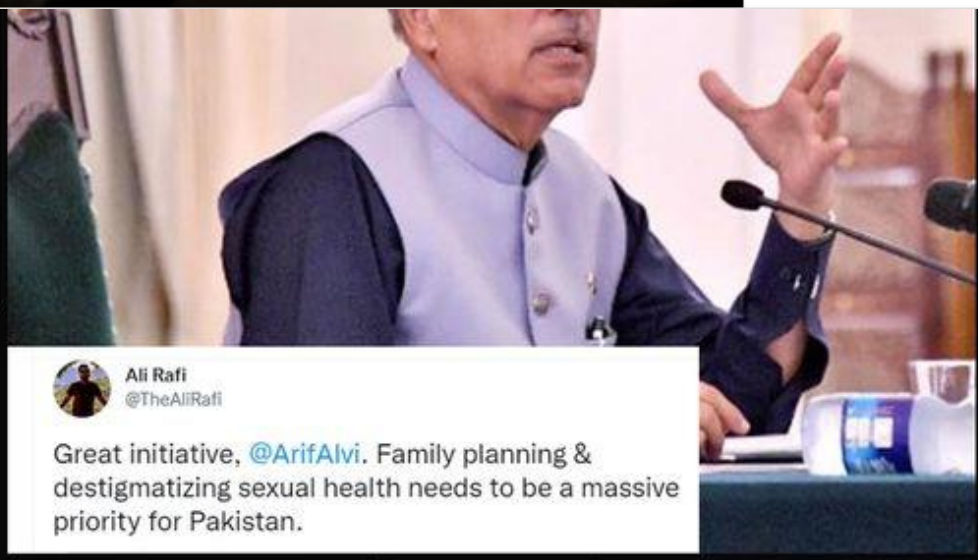 Ali Rafi
@TheAliRafi
Great initiative, @ArifAlvi. Family planning &
destigmatizing sexual health needs to be a massive
priority for Pakistan.